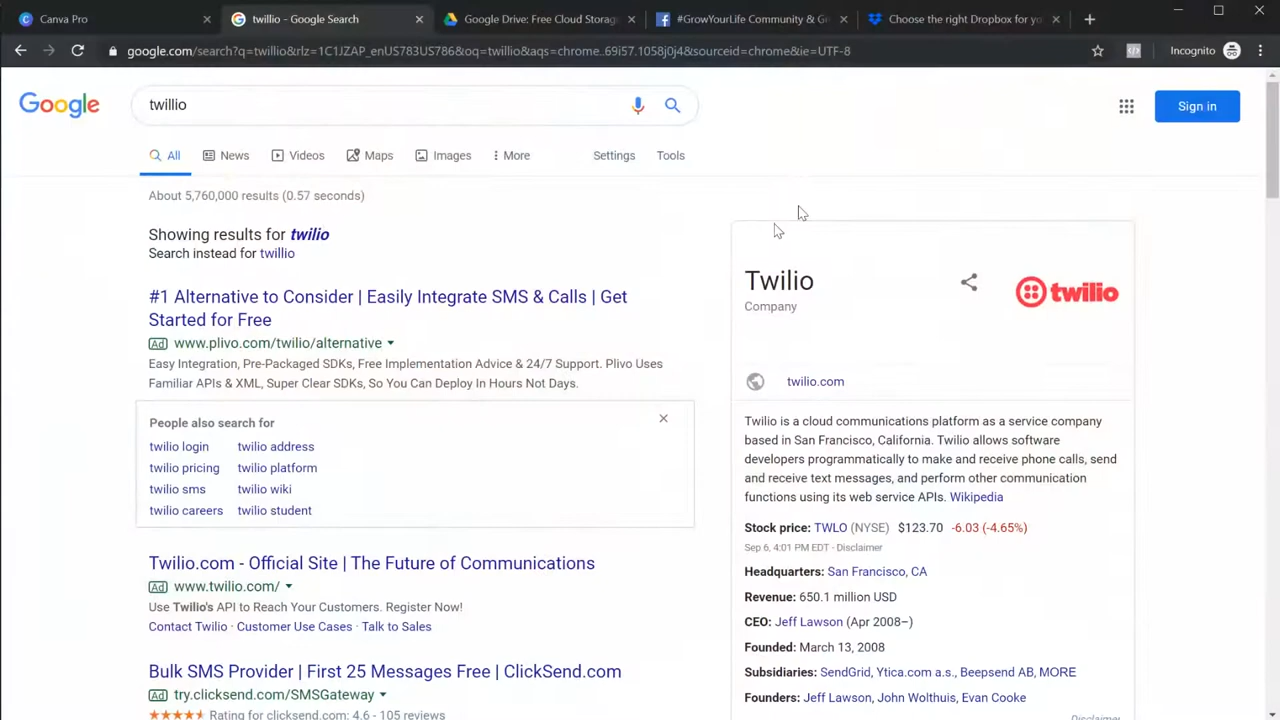 Canva Pro
twillio - Google Search
Google Drive: Free Cloud Storag
#GrowYourLife Community & G
Choose the right Dropbox for yo
google.com/search?q=twillio&rlz=1C1JZAP_enUS783US786&oq=twillio&aqs=chrome..69i57.1058j0j4&sourceid=chrome&ie=UTF-8
Incognito
Google
twillio
Sign in
All
News
Videos
Maps
Images
More
Settings
Tools
About 5,760,000 results (0.57 seconds)
Showing results for twilio
Search instead for twillio
#1 Alternative to Consider | Easily Integrate SMS & Calls | Get
Started for Free
Ad www.plivo.com/twilio/alternative
Easy Integration, Pre-Packaged SDKs, Free Implementation Advice & 24/7 Support. Plivo Uses
Familiar APIs & XML, Super Clear SDKs, So You Can Deploy In Hours Not Days.
People also search for
twilio login twilio address
twilio pricing twilio platform
twilio sms twilio wiki
twilio careers twilio student
Twilio.com - Official Site | The Future of Communications
Ad www.twilio.com/
Use Twilio's API to Reach Your Customers. Register Now!
Contact Twilio · Customer Use Cases · Talk to Sales
Bulk SMS Provider | First 25 Messages Free | ClickSend.com
Ad try.clicksend.com/SMSGateway
Rating for clicksend.com: 4.6 - 105 reviews
Twilio
Company
twilio
twilio.com
Twilio is a cloud communications platform as a service company
based in San Francisco, California. Twilio allows software
developers programmatically to make and receive phone calls, send
and receive text messages, and perform other communication
functions using its web service APIs. Wikipedia
Stock price: TWLO (NYSE) $123.70 -6.03 (-4.65%)
Sep 6, 4:01 PM EDT - Disclaimer
Headquarters: San Francisco, CA
Revenue: 650.1 million USD
CEO: Jeff Lawson (Apr 2008–)
Founded: March 13, 2008
Subsidiaries: SendGrid, Ytica.com a.s., Beepsend AB, MORE
Founders: Jeff Lawson, John Wolthuis, Evan Cooke
Disclaimer